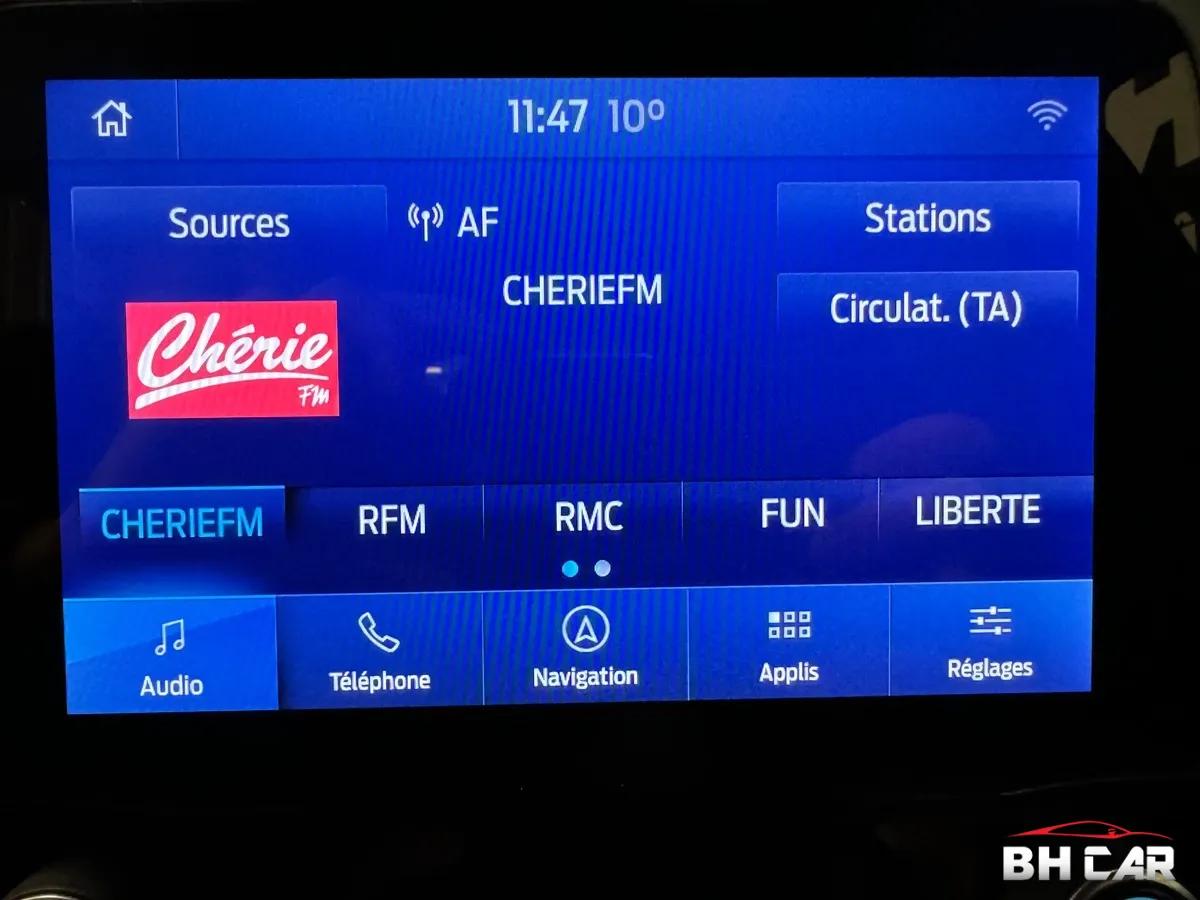 11:47 10°
Sources
AF
Stations
CHERIEFM
Circulat. (TA)
Chérie
FM
CHERIEFM
RFM
RMC
FUN
LIBERTE
Audio
Téléphone
Navigation
Applis
Réglages
BH CAR